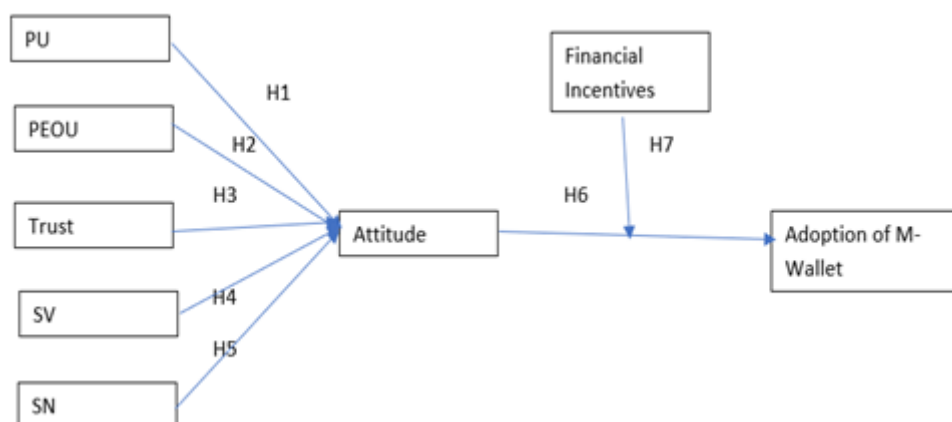 PU
H1
PEOU
H2
H3
Trust
SV
H4
H5
SN
Attitude
Financial
Incentives
H7
H6
Adoption of M-
Wallet